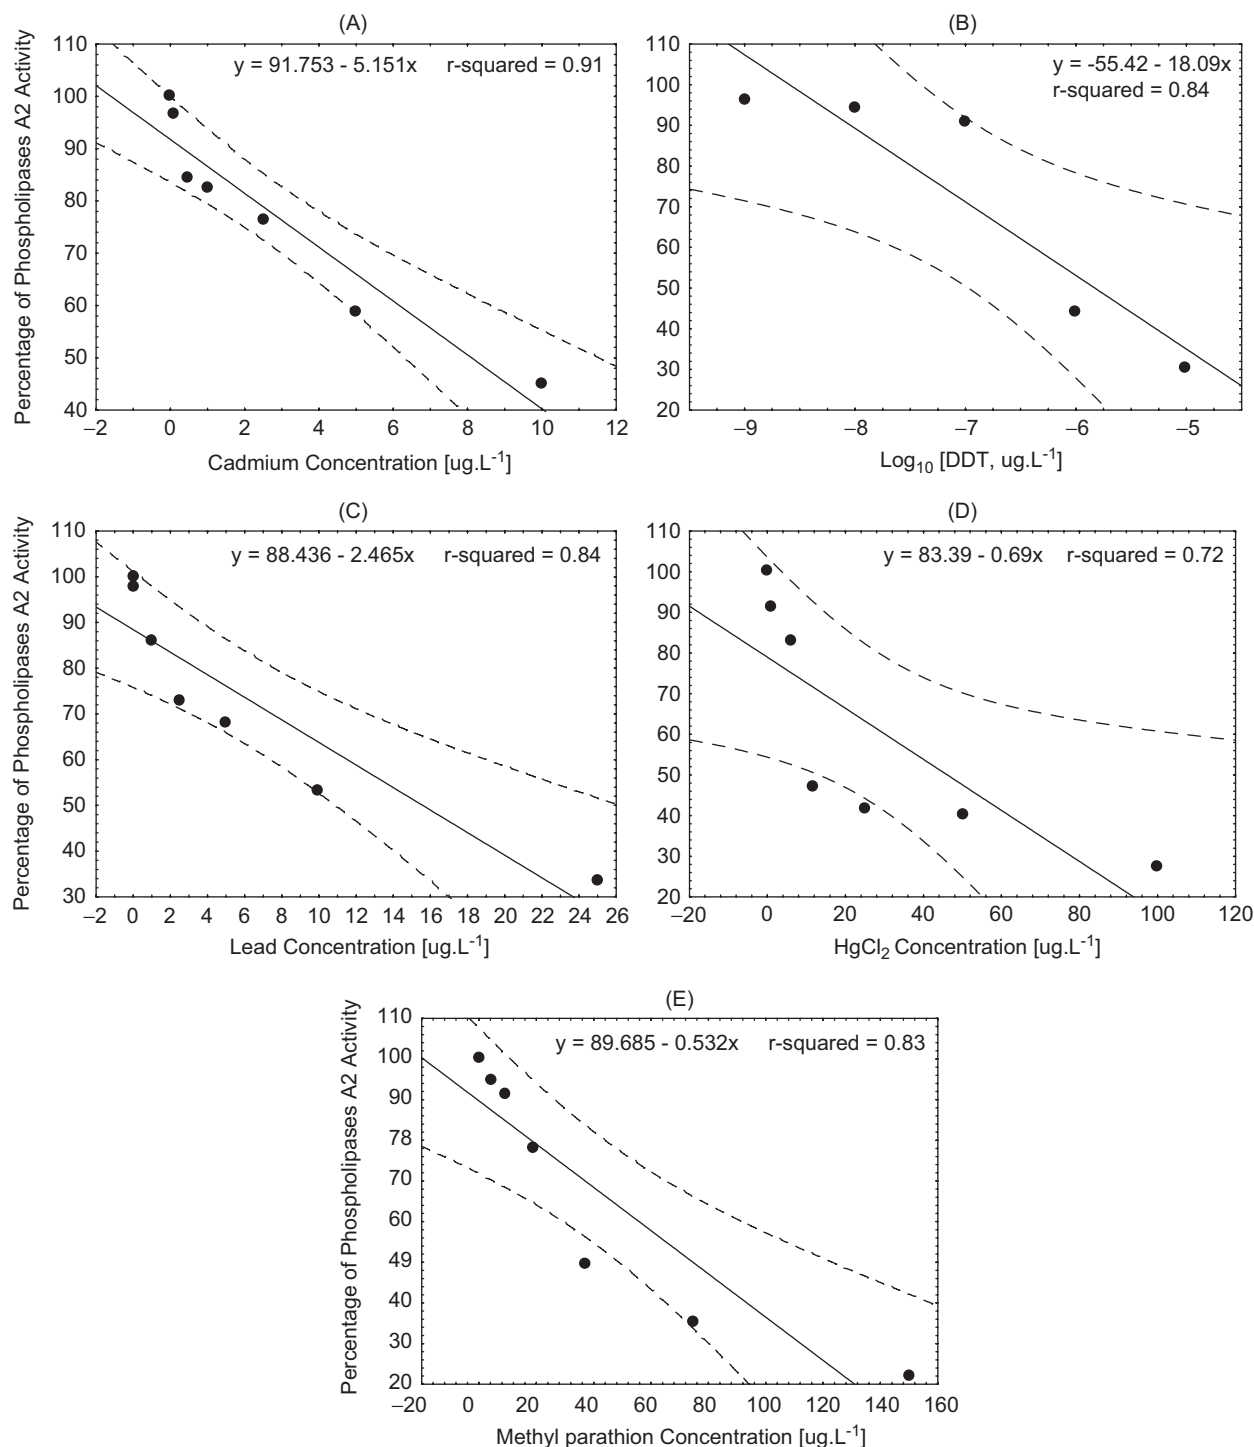 (A)
Percentage of Phospholipases A2 Activity
y = 91.753 - 5.151x r-squared = 0.91
110
100
90
80
70
60
50
40
–2 0 2 4 6 8 10 12
Cadmium Concentration [ug.L-1]
(B)
y = -55.42 - 18.09x
r-squared = 0.84
110
100
90
80
70
60
50
40
30
20
–9 –8 –7 –6 –5
Log10 [DDT, ug.L-1]
(C)
Percentage of Phospholipases A2 Activity
y = 88.436 - 2.465x r-squared = 0.84
110
100
90
80
70
60
50
40
30
–2 0 2 4 6 8 10 12 14 16 18 20 22 24 26
Lead Concentration [ug.L-1]
(D)
y = 83.39 - 0.69x r-squared = 0.72
110
100
90
80
70
60
50
40
30
20
–20 0 20 40 60 80 100 120
HgCl2 Concentration [ug.L-1]
(E)
Percentage of Phospholipases A2 Activity
y = 89.685 - 0.532x r-squared = 0.83
110
100
90
78
70
60
49
40
30
20
–20 0 20 40 60 80 100 120 140 160
Methyl parathion Concentration [ug.L-1]